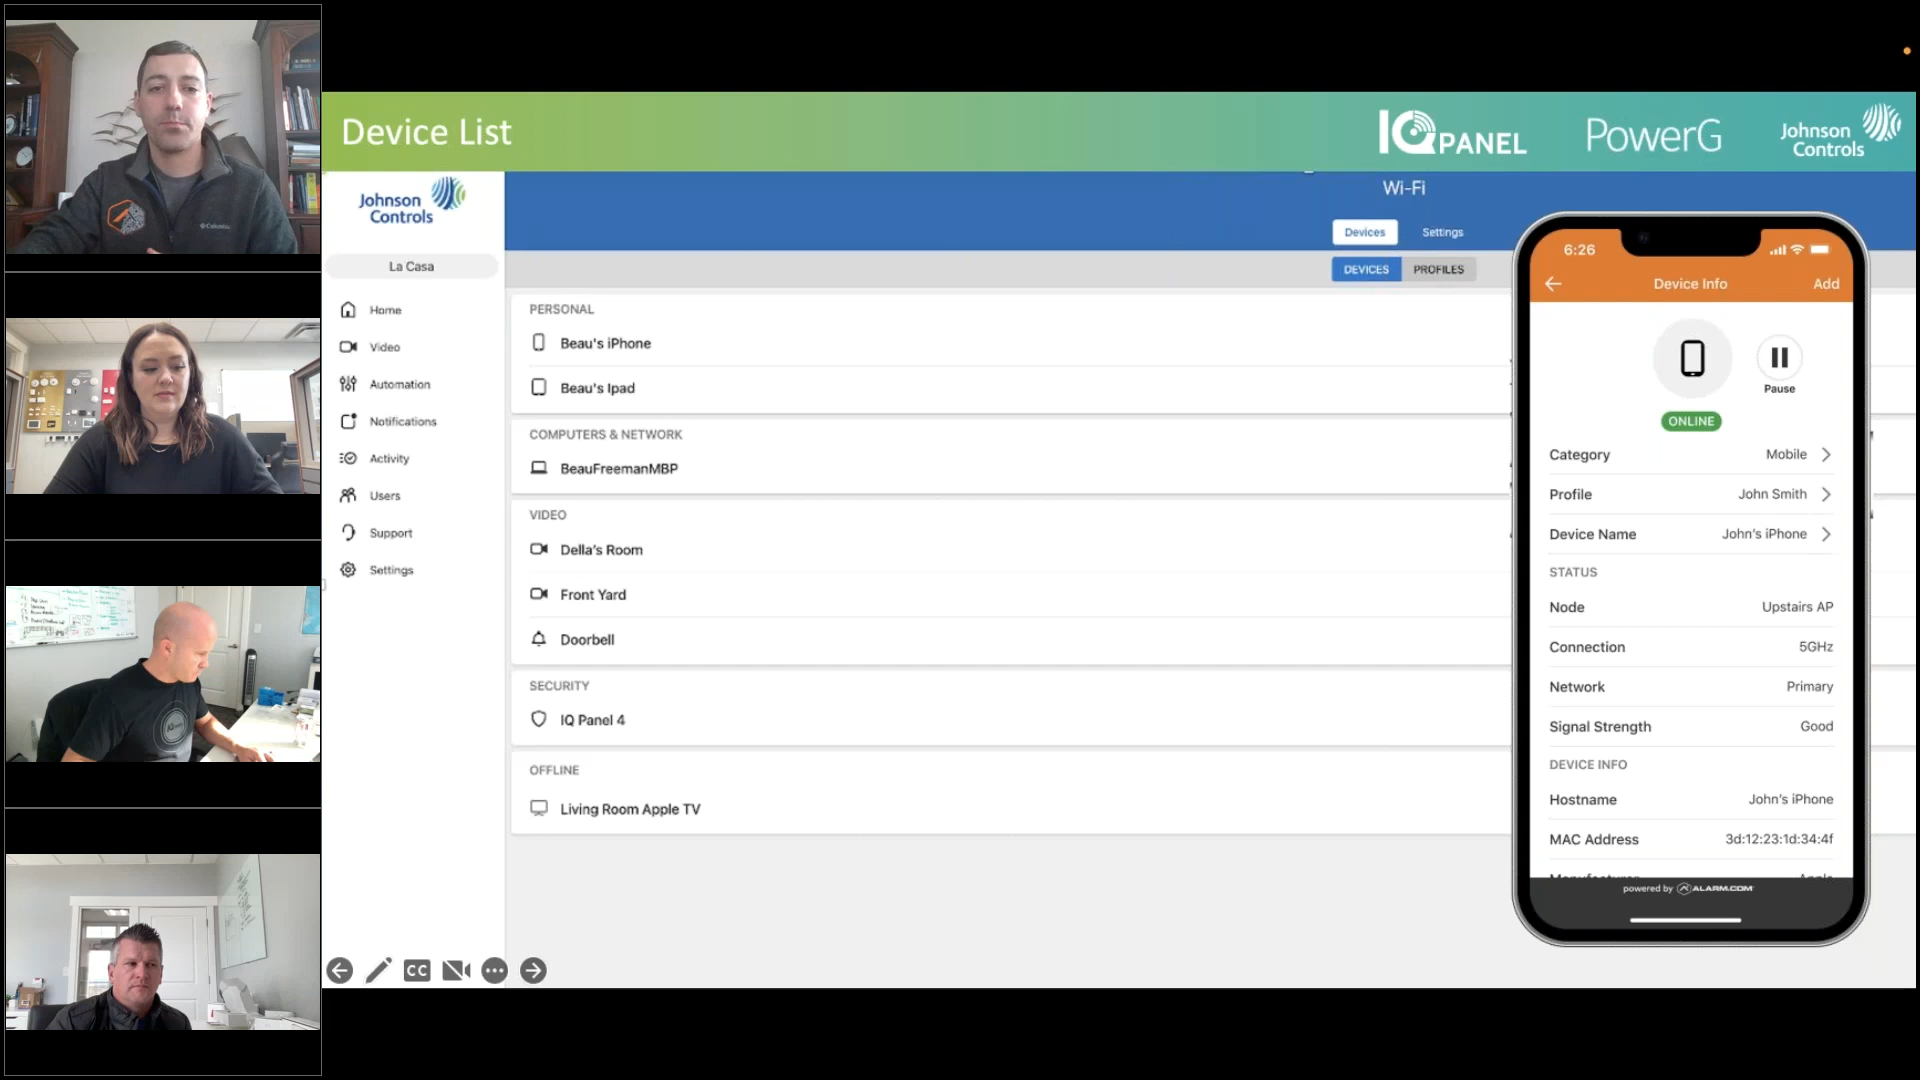 Device List
IQ PANEL
PowerG
Johnson Controls
Johnson
Controls
La Casa
Home
Video
Automation
Notifications
Activity
Users
Support
Settings
Wi-Fi
Devices Settings
DEVICES PROFILES
PERSONAL
Beau's iPhone
Beau's Ipad
COMPUTERS & NETWORK
BeauFreemanMBP
VIDEO
Della's Room
Front Yard
Doorbell
SECURITY
IQ Panel 4
OFFLINE
Living Room Apple TV
6:26
Device Info Add
Pause
ONLINE
Category Mobile
Profile John Smith
Device Name John's iPhone
STATUS
Node Upstairs AP
Connection 5GHz
Network Primary
Signal Strength Good
DEVICE INFO
Hostname John's iPhone
MAC Address 3d:12:23:1d:34:4f
powered by ALARM.COM
CC
Columbia